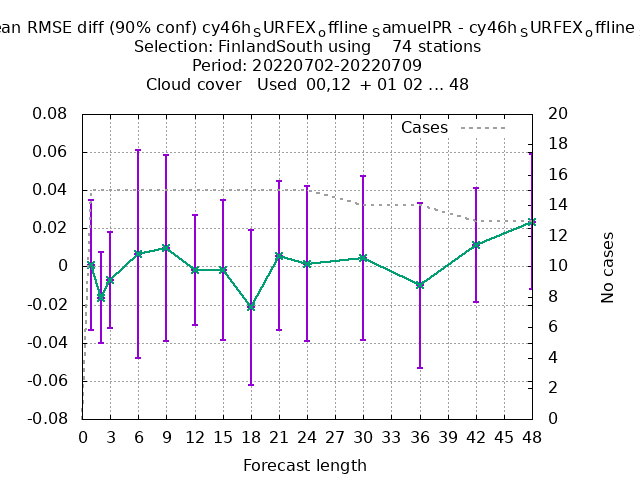 ean RMSE diff (90% conf) cy46h_SURFEX_offline_SamuelPR - cy46h_SURFEX_offline
Selection: FinlandSouth using 74 stations
Period: 20220702-20220709
Cloud cover Used 00,12 + 01 02 ... 48
0.08
0.06
0.04
0.02
0
-0.02
-0.04
-0.06
-0.08
Cases
20
18
16
14
12
10
8
6
4
2
0
No cases
0 3 6 9 12 15 18 21 24 27 30 33 36 39 42 45 48
Forecast length